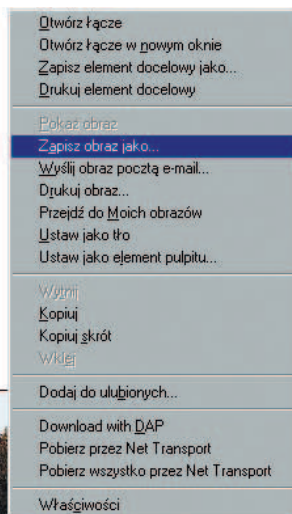 Otwórz łącze
Otwórz łącze w nowym oknie
Zapisz element docelowy jako...
Drukuj element docelowy
Pokaż obraz
Zapisz obraz jako...
Wyślij obraz pocztą e-mail...
Drukuj obraz...
Przejdź do Moich obrazów
Ustaw jako tło
Ustaw jako element pulpitu...
Wytnij
Kopiuj
Kopiuj skrót
Wklej
Dodaj do ulubionych...
Download with DAP
Pobierz przez Net Transport
Pobierz wszystko przez Net Transport
Właściwości